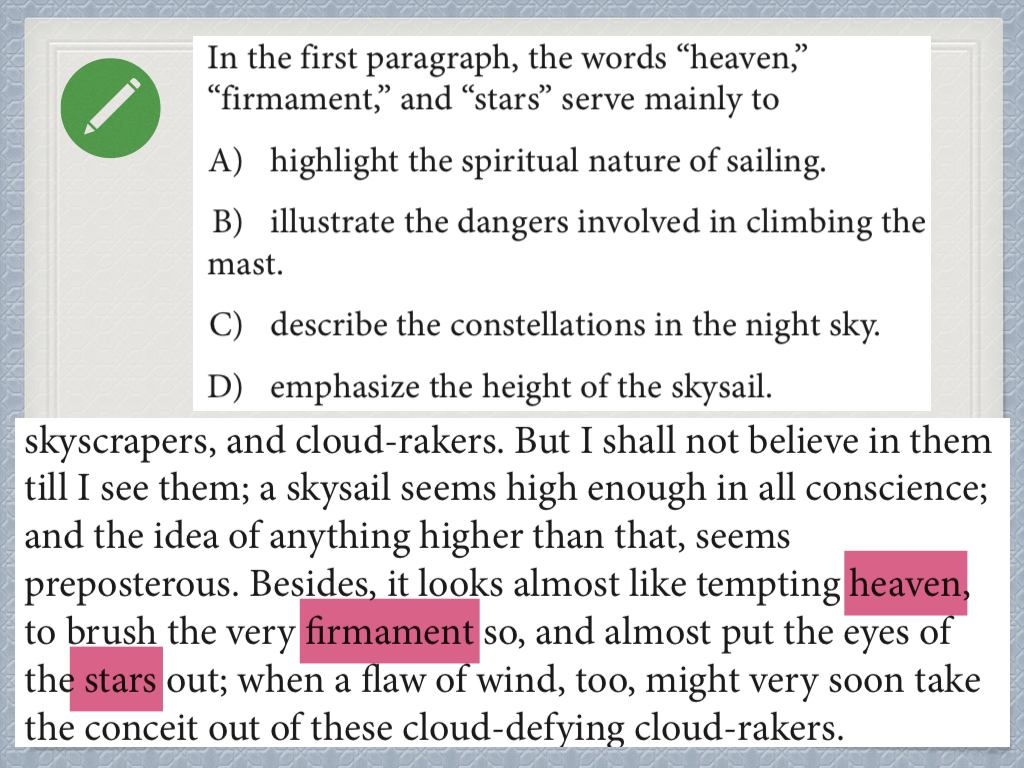 In the first paragraph, the words “heaven,”
“firmament,” and “stars” serve mainly to
A) highlight the spiritual nature of sailing.
B) illustrate the dangers involved in climbing the
mast.
C) describe the constellations in the night sky.
D) emphasize the height of the skysail.
skyscrapers, and cloud-rakers. But I shall not believe in them
till I see them; a skysail seems high enough in all conscience;
and the idea of anything higher than that, seems
preposterous. Besides, it looks almost like tempting heaven,
to brush the very firmament so, and almost put the eyes of
the stars out; when a flaw of wind, too, might very soon take
the conceit out of these cloud-defying cloud-rakers.